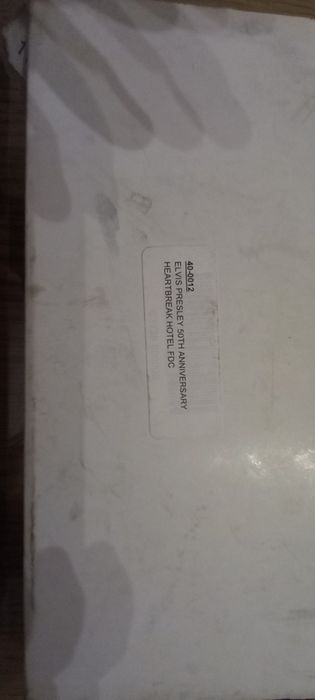 40-0012
ELVIS PRESLEY 50TH ANNIVERSARY
HEARTBREAK HOTEL FDC